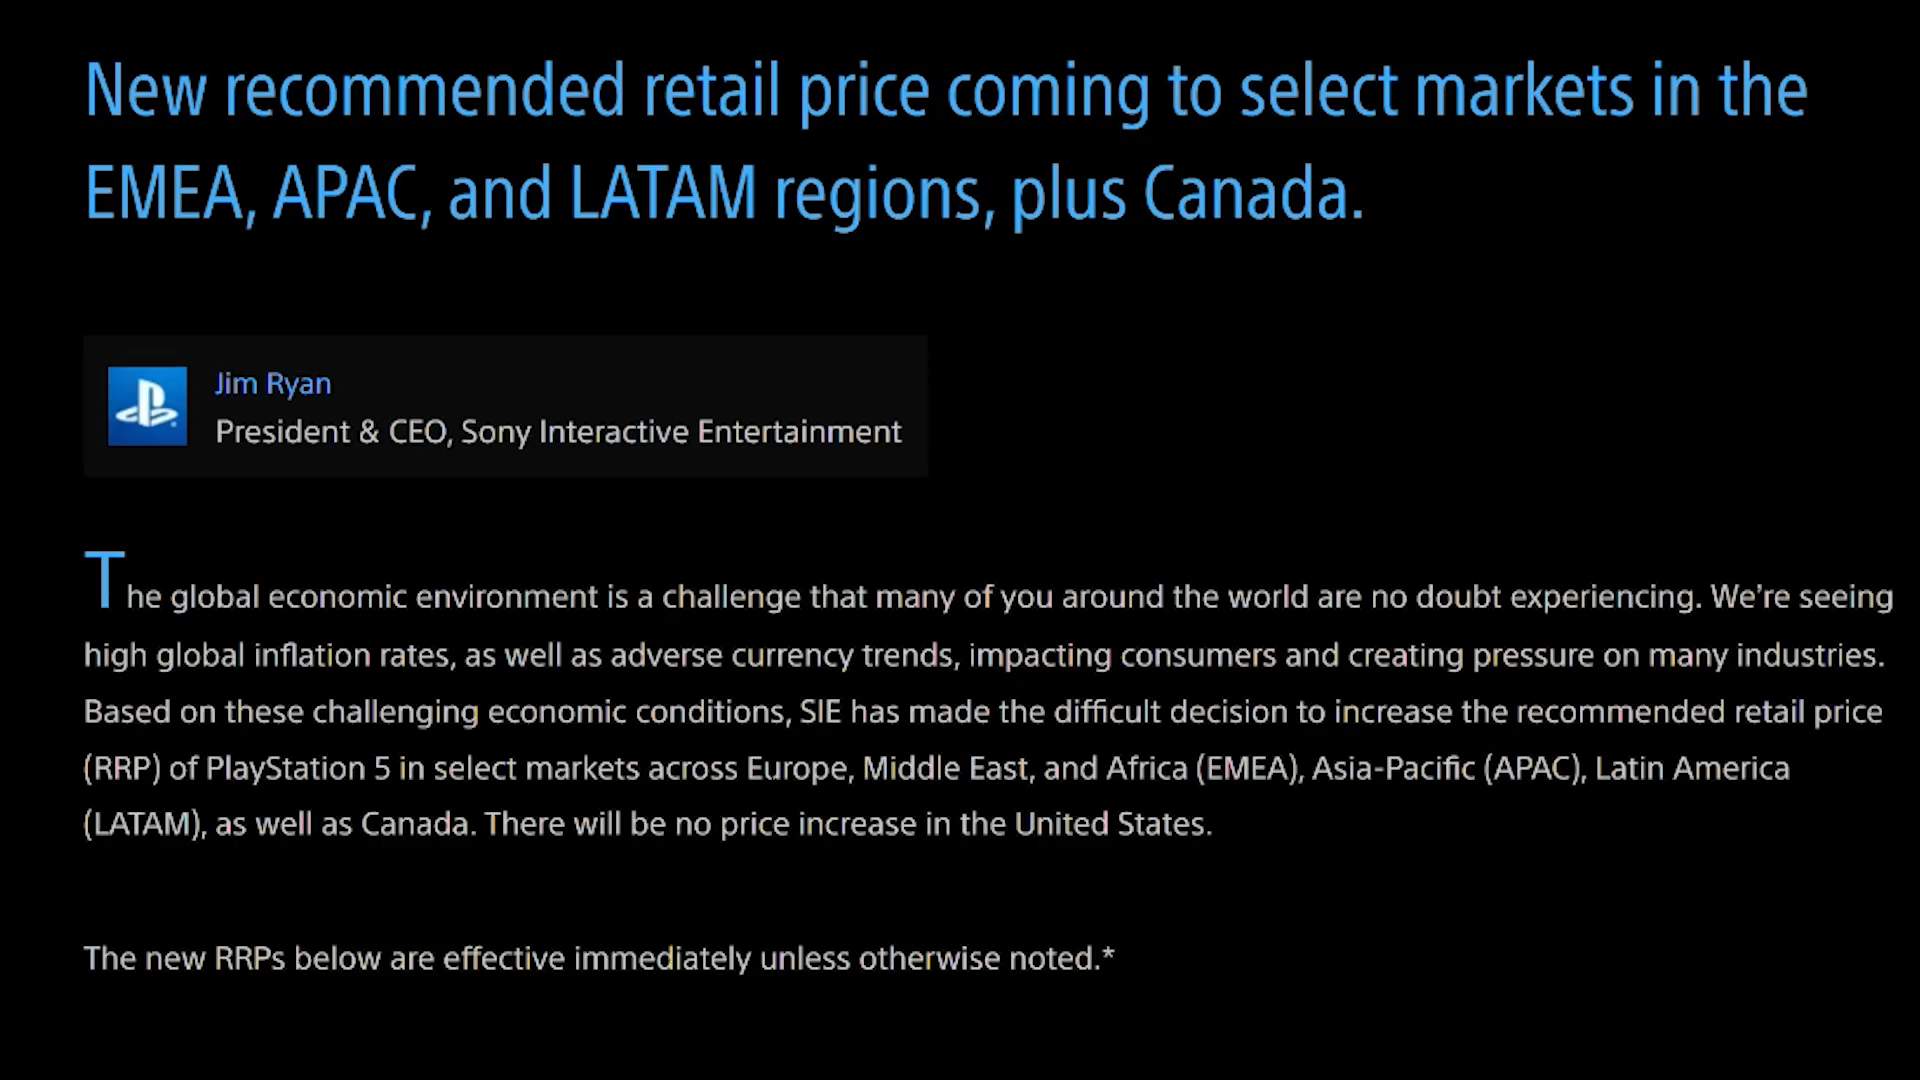 New recommended retail price coming to select markets in the
EMEA, APAC, and LATAM regions, plus Canada.
Jim Ryan
President & CEO, Sony Interactive Entertainment
The global economic environment is a challenge that many of you around the world are no doubt experiencing. We’re seeing
high global inflation rates, as well as adverse currency trends, impacting consumers and creating pressure on many industries.
Based on these challenging economic conditions, SIE has made the difficult decision to increase the recommended retail price
(RRP) of PlayStation 5 in select markets across Europe, Middle East, and Africa (EMEA), Asia-Pacific (APAC), Latin America
(LATAM), as well as Canada. There will be no price increase in the United States.
The new RRPs below are effective immediately unless otherwise noted.*